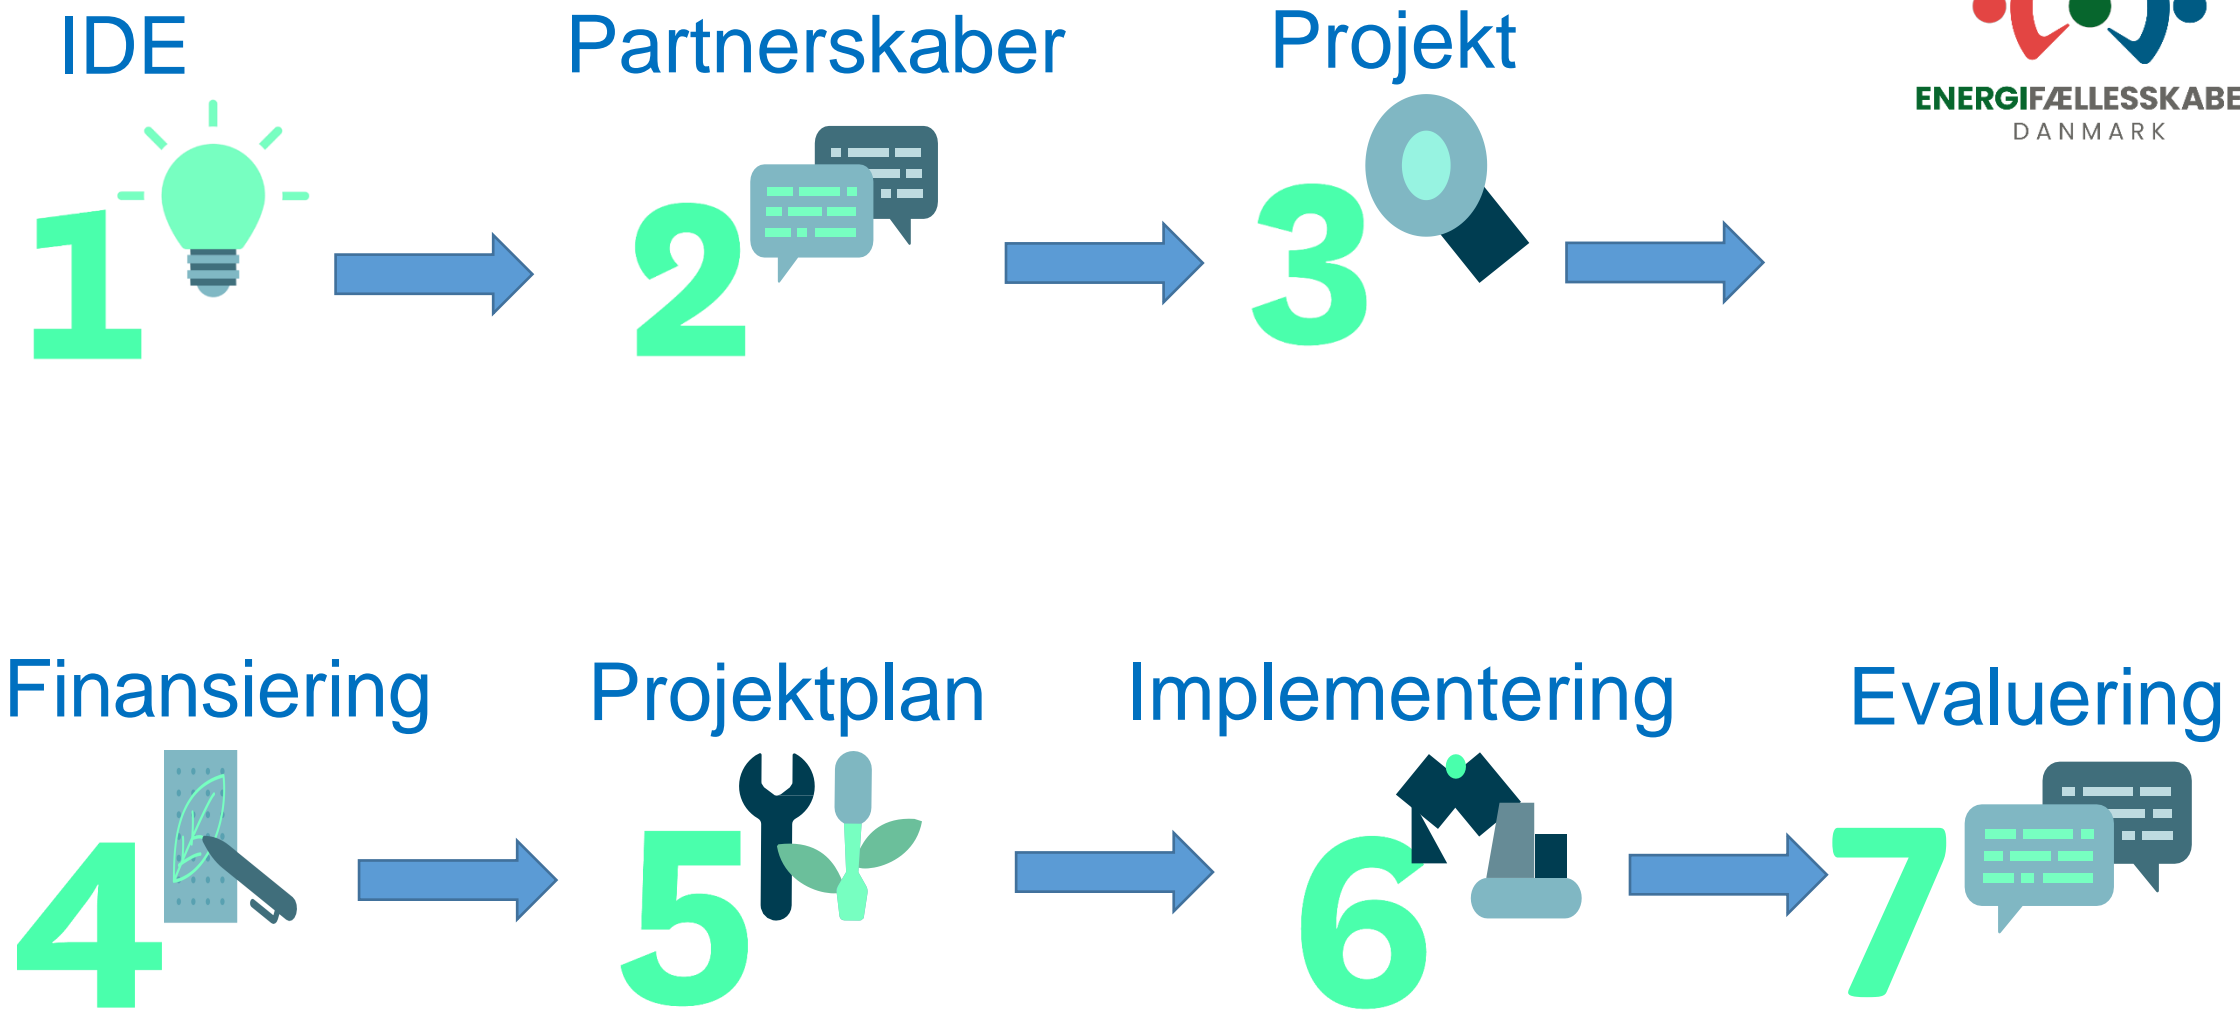 IDE
Partnerskaber
Projekt
ENERGIFÆLLESSKABE
DANMARK
1
2
3
Finansiering
Projektplan
Implementering
Evaluering
4
5
6
7